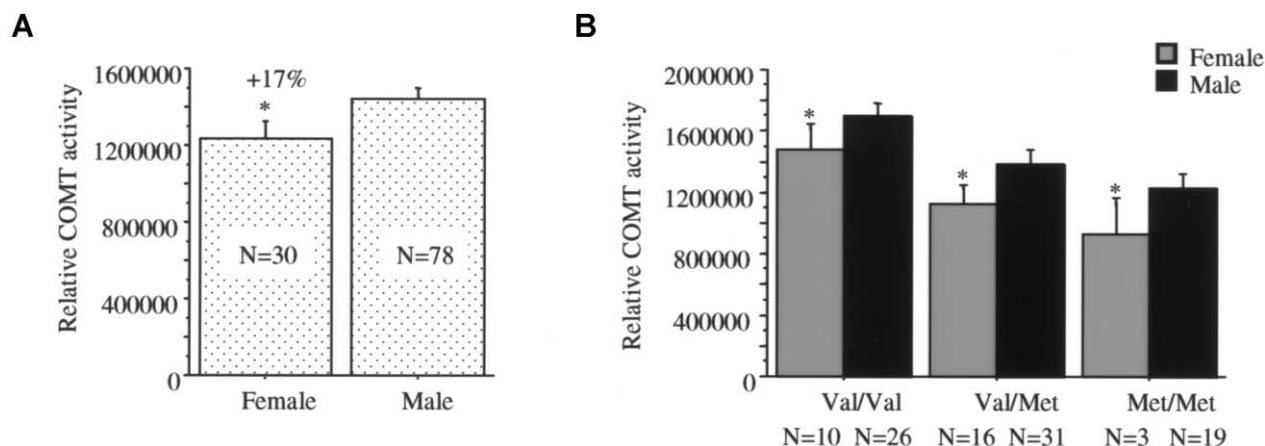 A
Relative COMT activity
1600000
1200000
800000
400000
0
+17%
*
N=30
N=78
Female
Male
B
Female
Male
Relative COMT activity
2000000
1600000
1200000
800000
400000
0
*
*
*
Val/Val
Val/Met
Met/Met
N=10 N=26
N=16 N=31
N=3 N=19